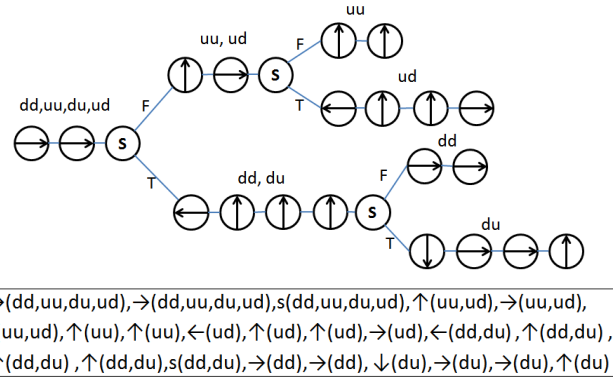 uu
uu, ud
F
S
ud
T
dd,uu,du,ud
F
S
T
dd
dd, du
F
S
du
T
→(dd,uu,du,ud),→(dd,uu,du,ud),s(dd,uu,du,ud),↑(uu,ud),→(uu,ud),
uu,ud),↑(uu),↑(uu),←(ud),↑(ud),↑(ud),→(ud),←(dd,du) ,↑(dd,du) ,
↑(dd,du) ,↑(dd,du),s(dd,du),→(dd),→(dd), ↓(du),→(du),→(du),↑(du)